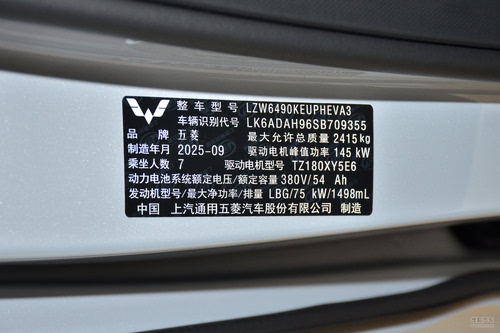 整车型号 LZW6490KEUPHEVA3
车辆识别代号 LK6ADAH96SB709355
品牌 五菱 最大允许总质量 2415 kg
制造年月 2025-09 驱动电机峰值功率 145 kW
乘坐人数 7 驱动电机型号 TZ180XY5E6
动力电池系统额定电压/额定容量 380V/54 Ah
发动机型号/最大净功率/排量 LBG/75 kW/1498mL
中国 上汽通用五菱汽车股份有限公司 制造